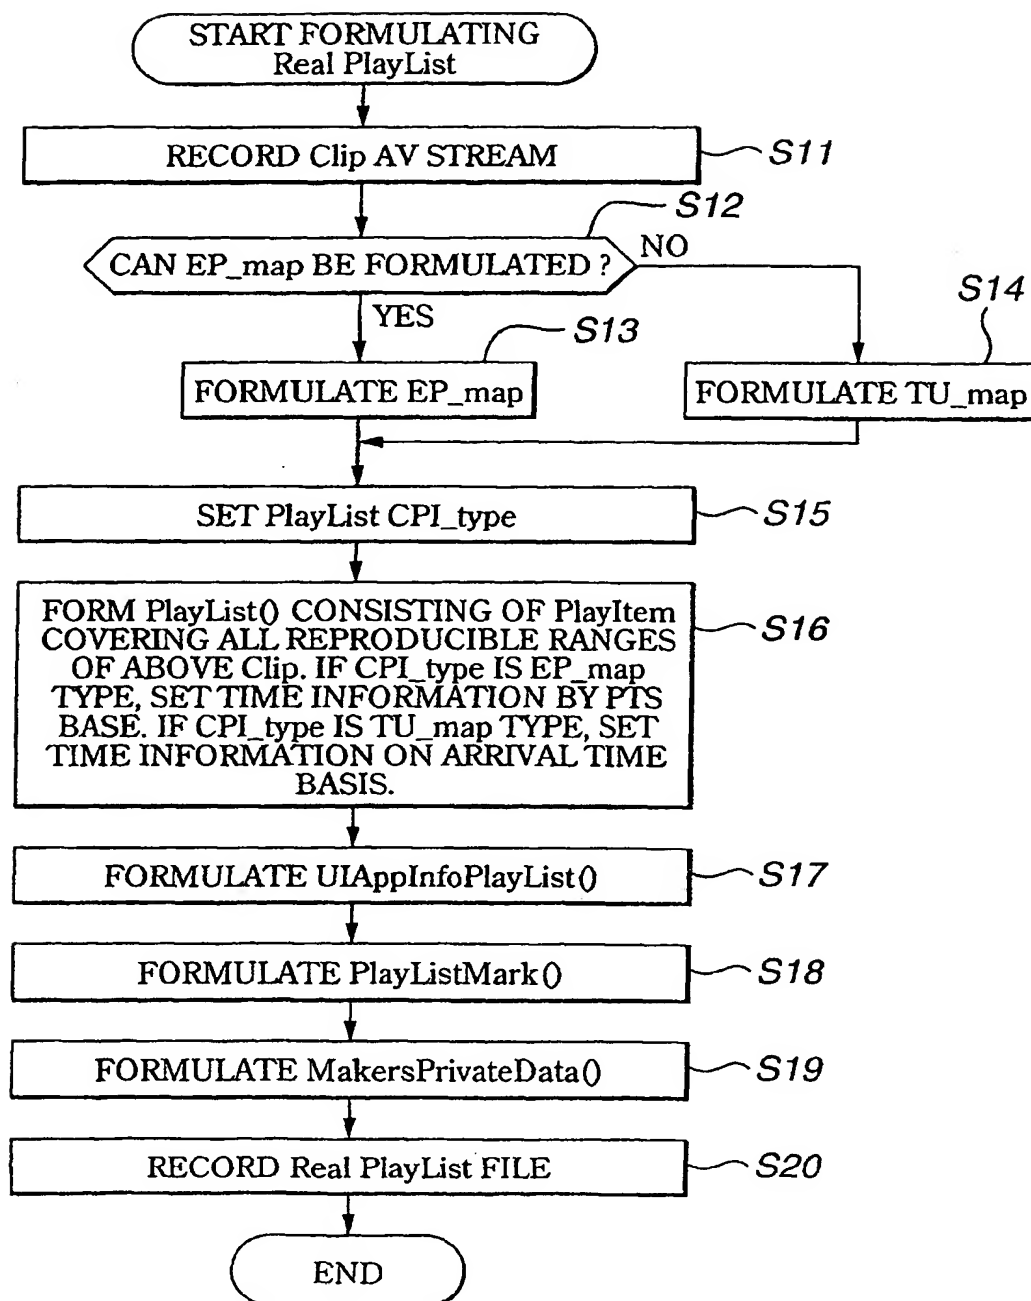 START FORMULATING
Real PlayList
RECORD Clip AV STREAM
S11
S12
CAN EP_map BE FORMULATED ?
NO
YES
S13
S14
FORMULATE EP_map
FORMULATE TU_map
SET PlayList CPI_type
S15
FORM PlayList() CONSISTING OF PlayItem
COVERING ALL REPRODUCIBLE RANGES
OF ABOVE Clip. IF CPI_type IS EP_map
TYPE, SET TIME INFORMATION BY PTS
BASE. IF CPI_type IS TU_map TYPE, SET
TIME INFORMATION ON ARRIVAL TIME
BASIS.
S16
FORMULATE UIAppInfoPlayList()
S17
FORMULATE PlayListMark()
S18
FORMULATE MakersPrivateData()
S19
RECORD Real PlayList FILE
S20
END